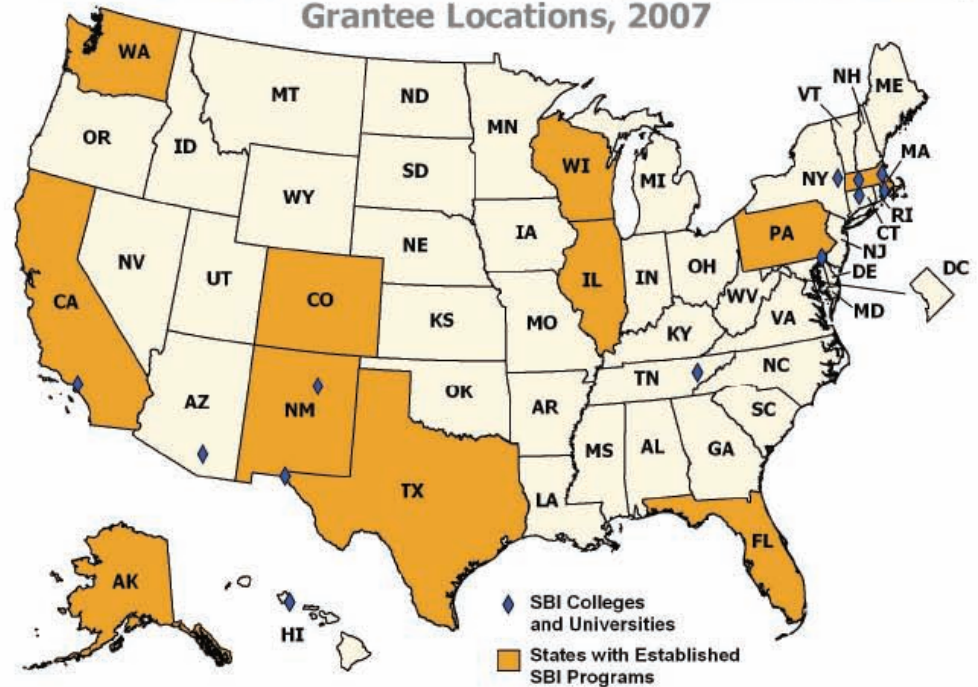 Grantee Locations, 2007
WA
MT
ND
MN
VT
NH
ME
OR
ID
SD
WI
MI
NY
MA
WY
RI
CT
IA
PA
NJ
NE
NV
UT
CO
IL
IN
OH
DE
DC
CA
KS
MO
WV
VA
MD
KY
AZ
NM
OK
AR
TN
NC
SC
TX
MS
AL
GA
LA
FL
AK
HI
SBI Colleges
and Universities
States with Established
SBI Programs